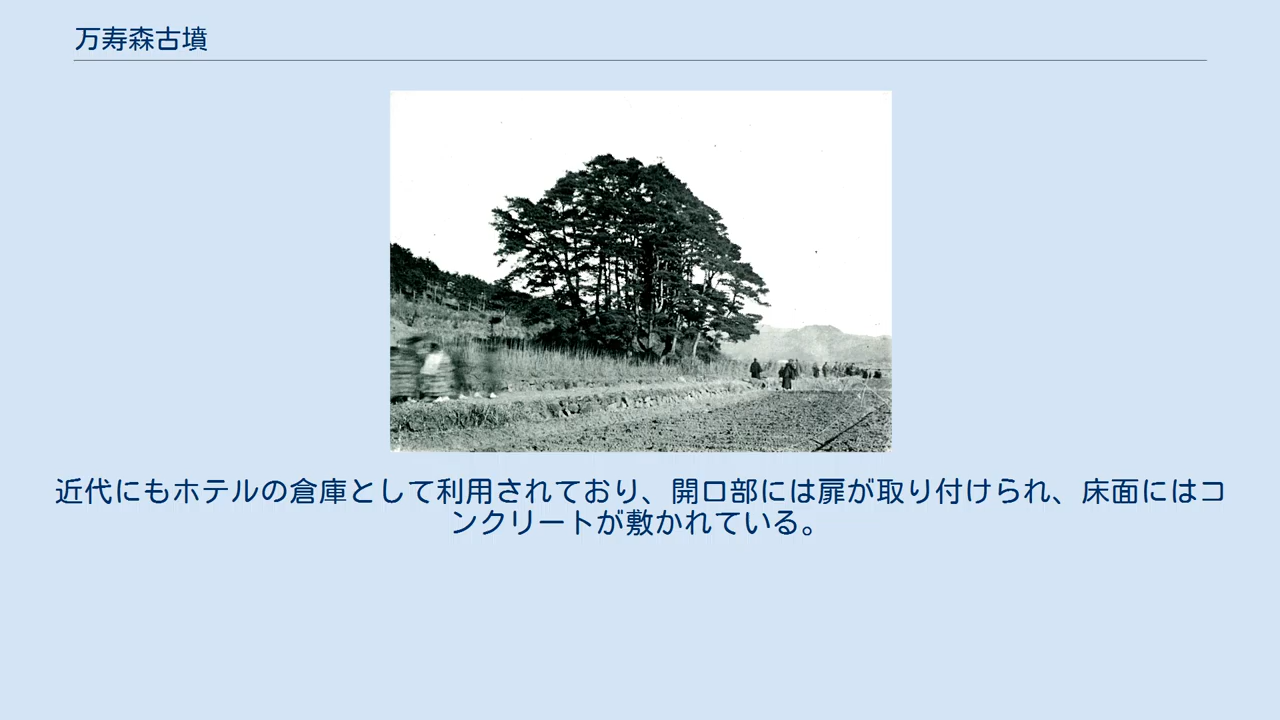 万寿森古墳
近代にもホテルの倉庫として利用されており、開口部には扉が取り付けられ、床面にはコ
ンクリートが敷かれている。